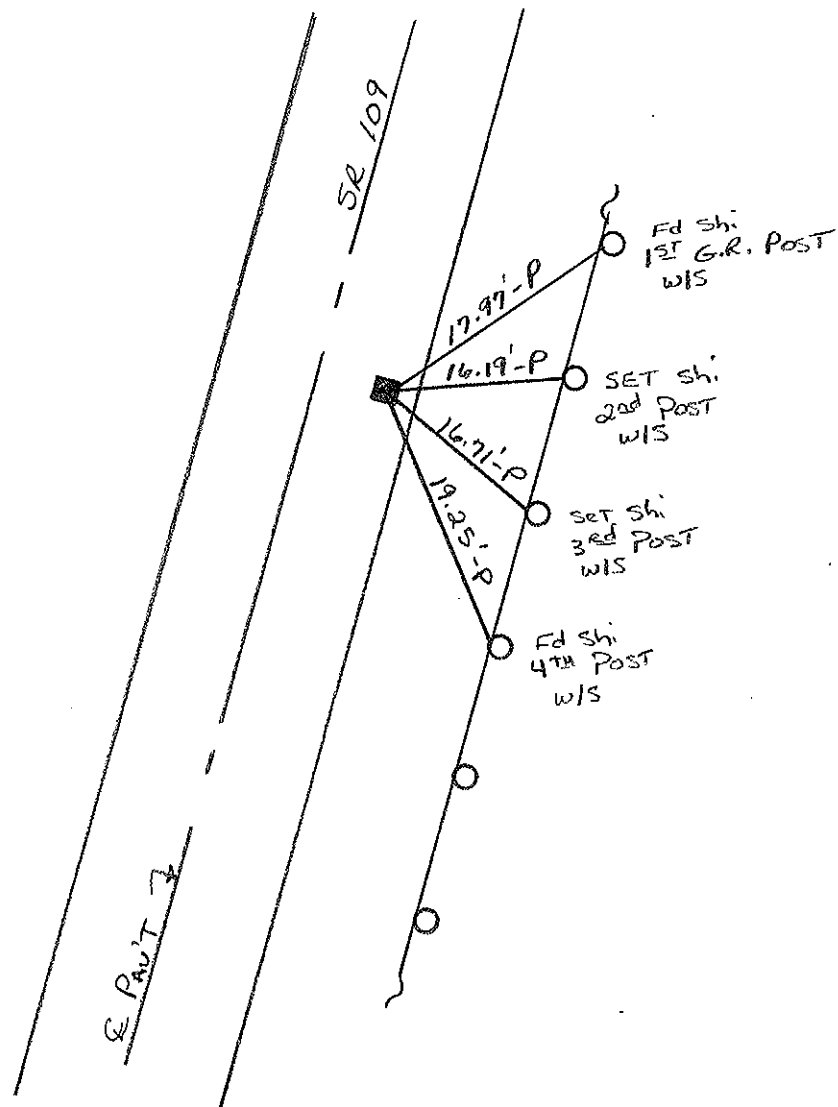 SR 109
Fd Shi
1ST G.R. POST
W/S
17.97'-P
16.19'-P
SET Shi
2nd POST
W/S
16.71'-P
SET Shi
3rd POST
W/S
19.25'-P
Fd Shi
4TH POST
W/S
℄ PAV'T